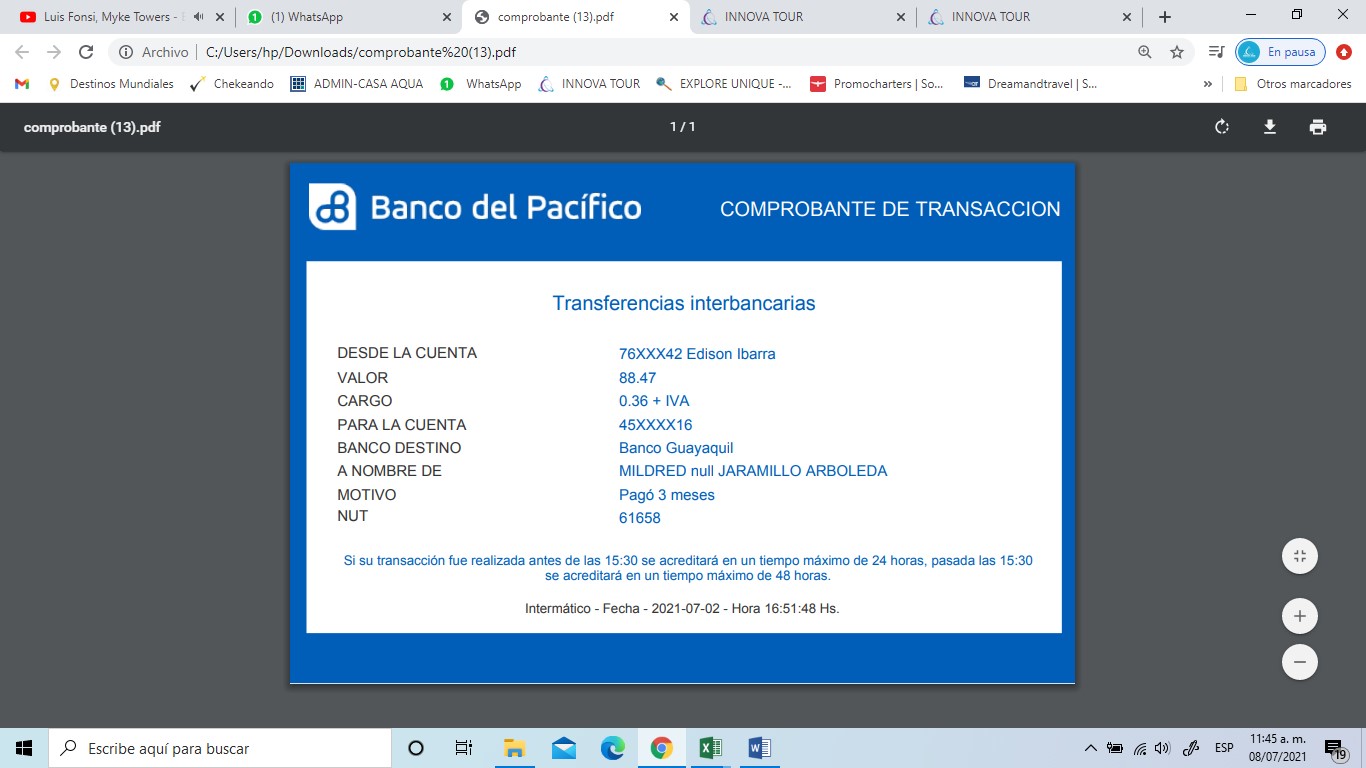 Luis Fonsi, Myke Towers -
(1) WhatsApp
comprobante (13).pdf
INNOVA TOUR
INNOVA TOUR
Archivo
C:/Users/hp/Downloads/comprobante%20(13).pdf
En pausa
Destinos Mundiales
Chekeando
ADMIN-CASA AQUA
WhatsApp
INNOVA TOUR
EXPLORE UNIQUE -...
Promocharters | So...
Dreamandtravel | S...
»
Otros marcadores
comprobante (13).pdf
1 / 1
Banco del Pacífico
COMPROBANTE DE TRANSACCION
Transferencias interbancarias
DESDE LA CUENTA 76XXX42 Edison Ibarra
VALOR 88.47
CARGO 0.36 + IVA
PARA LA CUENTA 45XXXX16
BANCO DESTINO Banco Guayaquil
A NOMBRE DE MILDRED null JARAMILLO ARBOLEDA
MOTIVO Pagó 3 meses
NUT 61658
Si su transacción fue realizada antes de las 15:30 se acreditará en un tiempo máximo de 24 horas, pasada las 15:30
se acreditará en un tiempo máximo de 48 horas.
Intermático - Fecha - 2021-07-02 - Hora 16:51:48 Hs.
Escribe aquí para buscar
ESP
11:45 a. m.
08/07/2021
19